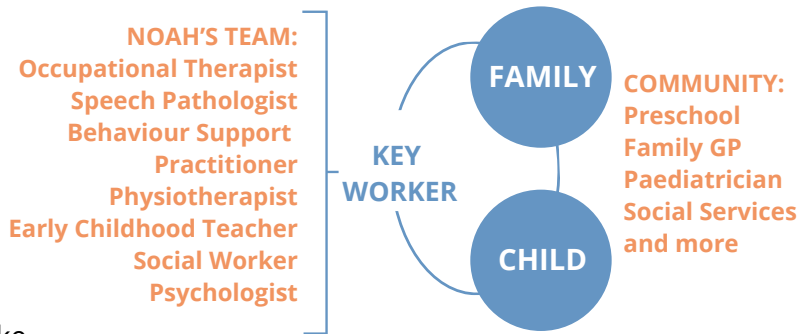 NOAH'S TEAM:
Occupational Therapist
Speech Pathologist
Behaviour Support
Practitioner
Physiotherapist
Early Childhood Teacher
Social Worker
Psychologist
KEY
WORKER
FAMILY
CHILD
COMMUNITY:
Preschool
Family GP
Paediatrician
Social Services
and more